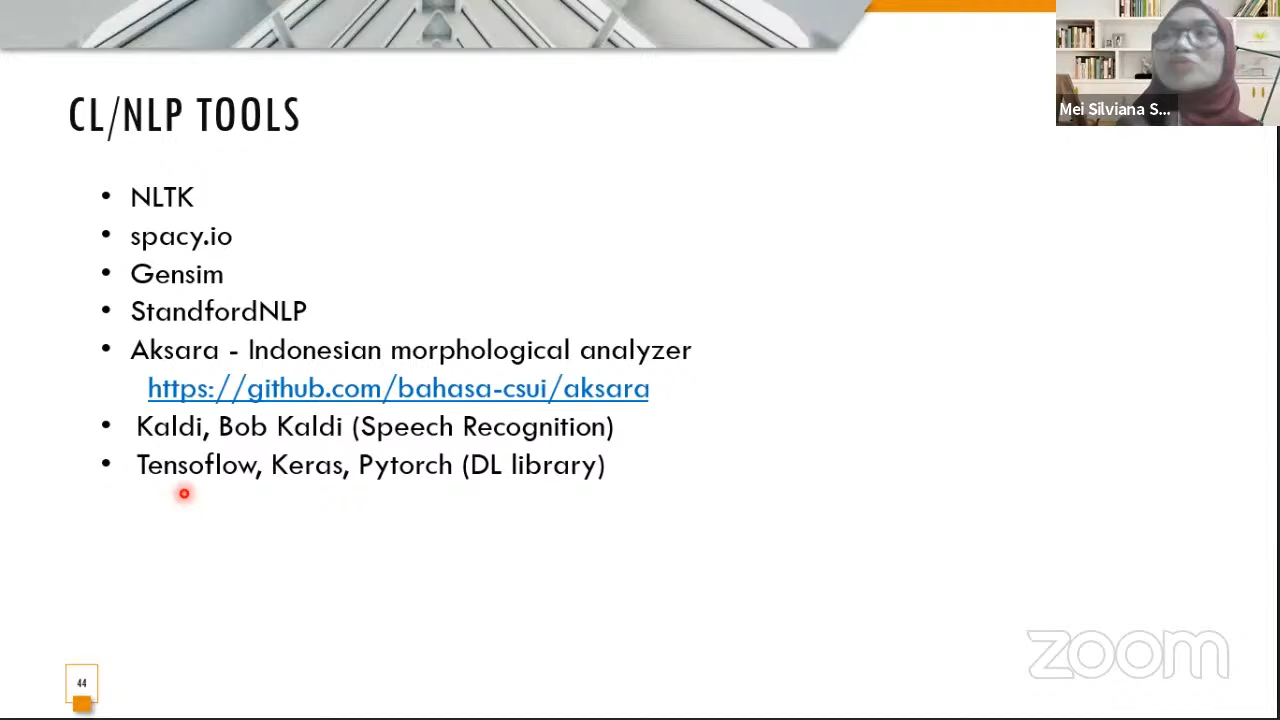 Mei Silviana S...
CL/NLP TOOLS
• NLTK
• spacy.io
• Gensim
• StandfordNLP
• Aksara - Indonesian morphological analyzer
https://github.com/bahasa-csui/aksara
• Kaldi, Bob Kaldi (Speech Recognition)
• Tensoflow, Keras, Pytorch (DL library)
zoom
44